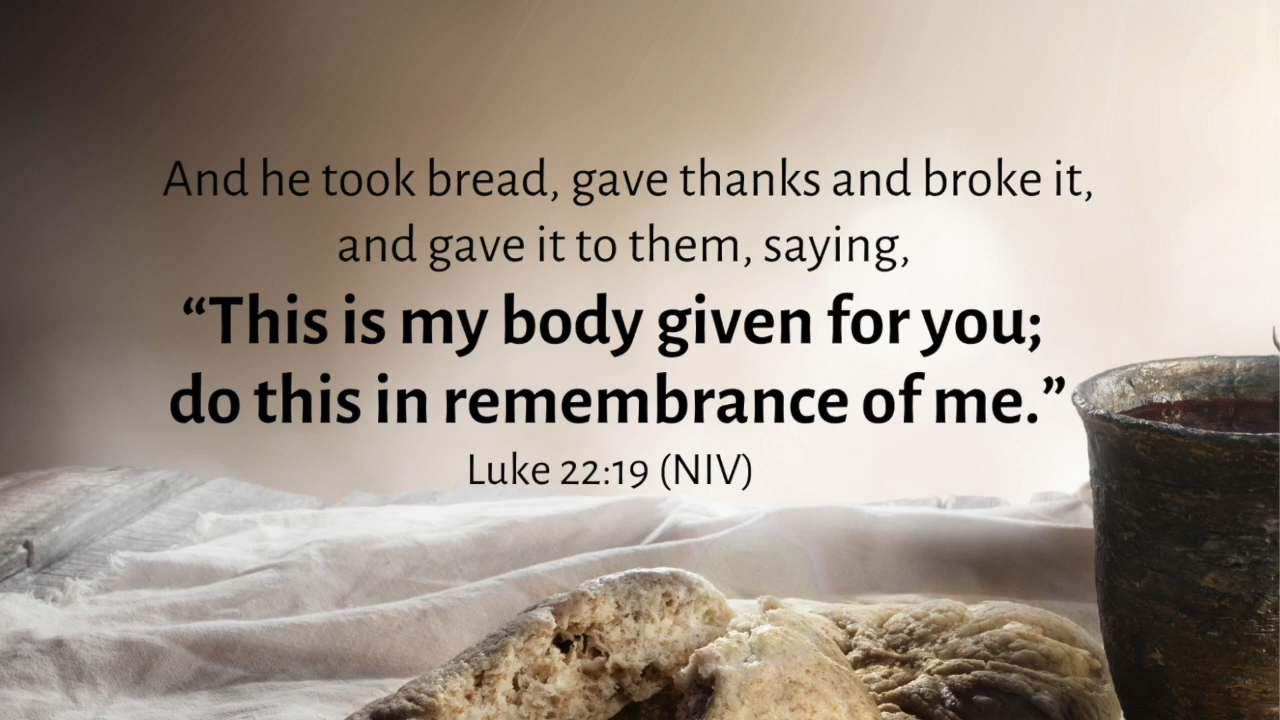 And he took bread, gave thanks and broke it,
and gave it to them, saying,
“This is my body given for you;
do this in remembrance of me.”
Luke 22:19 (NIV)